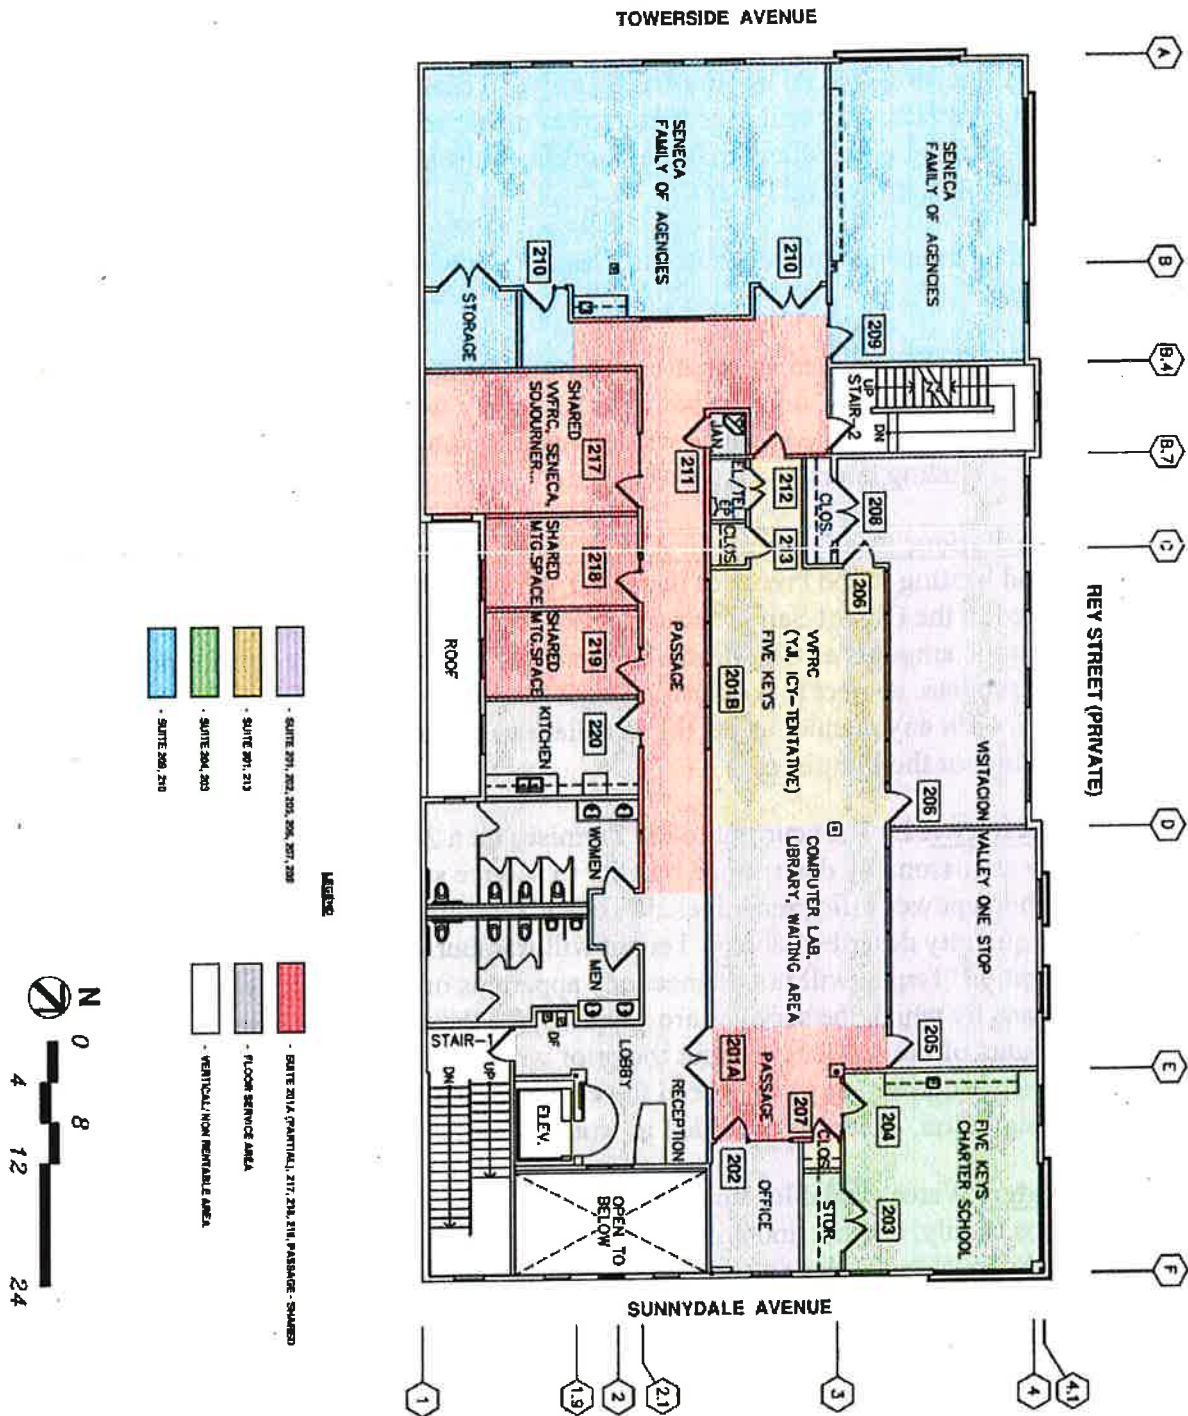 TOWERSIDE AVENUE
A
B
B.4
B.7
C
D
E
F
REY STREET (PRIVATE)
SENECA
FAMILY OF AGENCIES
SENECA
FAMILY OF AGENCIES
210
210
209
STORAGE
UP
STAIR-2
DN
SHARED
VVFRC, SENECA,
SOJOURNER...
217
211
JAN.
EL/TEL
EP
CLOS
212
213
CLOS.
208
206
SHARED
MTG.SPACE
218
SHARED
MTG.SPACE
219
PASSAGE
ROOF
KITCHEN
220
201B
VVFRC
(YJI, ICY-TENTATIVE)
FIVE KEYS
COMPUTER LAB,
LIBRARY, WAITING AREA
VISITACION VALLEY ONE STOP
206
205
WOMEN
MEN
DF
LOBBY
RECEPTION
201A
PASSAGE
207
CLOS
204
FIVE KEYS
CHARTER SCHOOL
203
STOR.
202
OFFICE
STAIR-1
UP
DN
ELEV.
OPEN TO
BELOW
SUNNYDALE AVENUE
1
1.9
2
2.1
3
4
4.1
LEGEND
- SUITE 201, 202, 205, 206, 207, 208
- SUITE 201, 213
- SUITE 204, 203
- SUITE 209, 210
- SUITE 201A (PARTIAL), 217, 218, 219, PASSAGE - SHARED
- FLOOR SERVICE AREA
- VERTICAL/ NON RENTABLE AREA
N
0 4 8 12 24